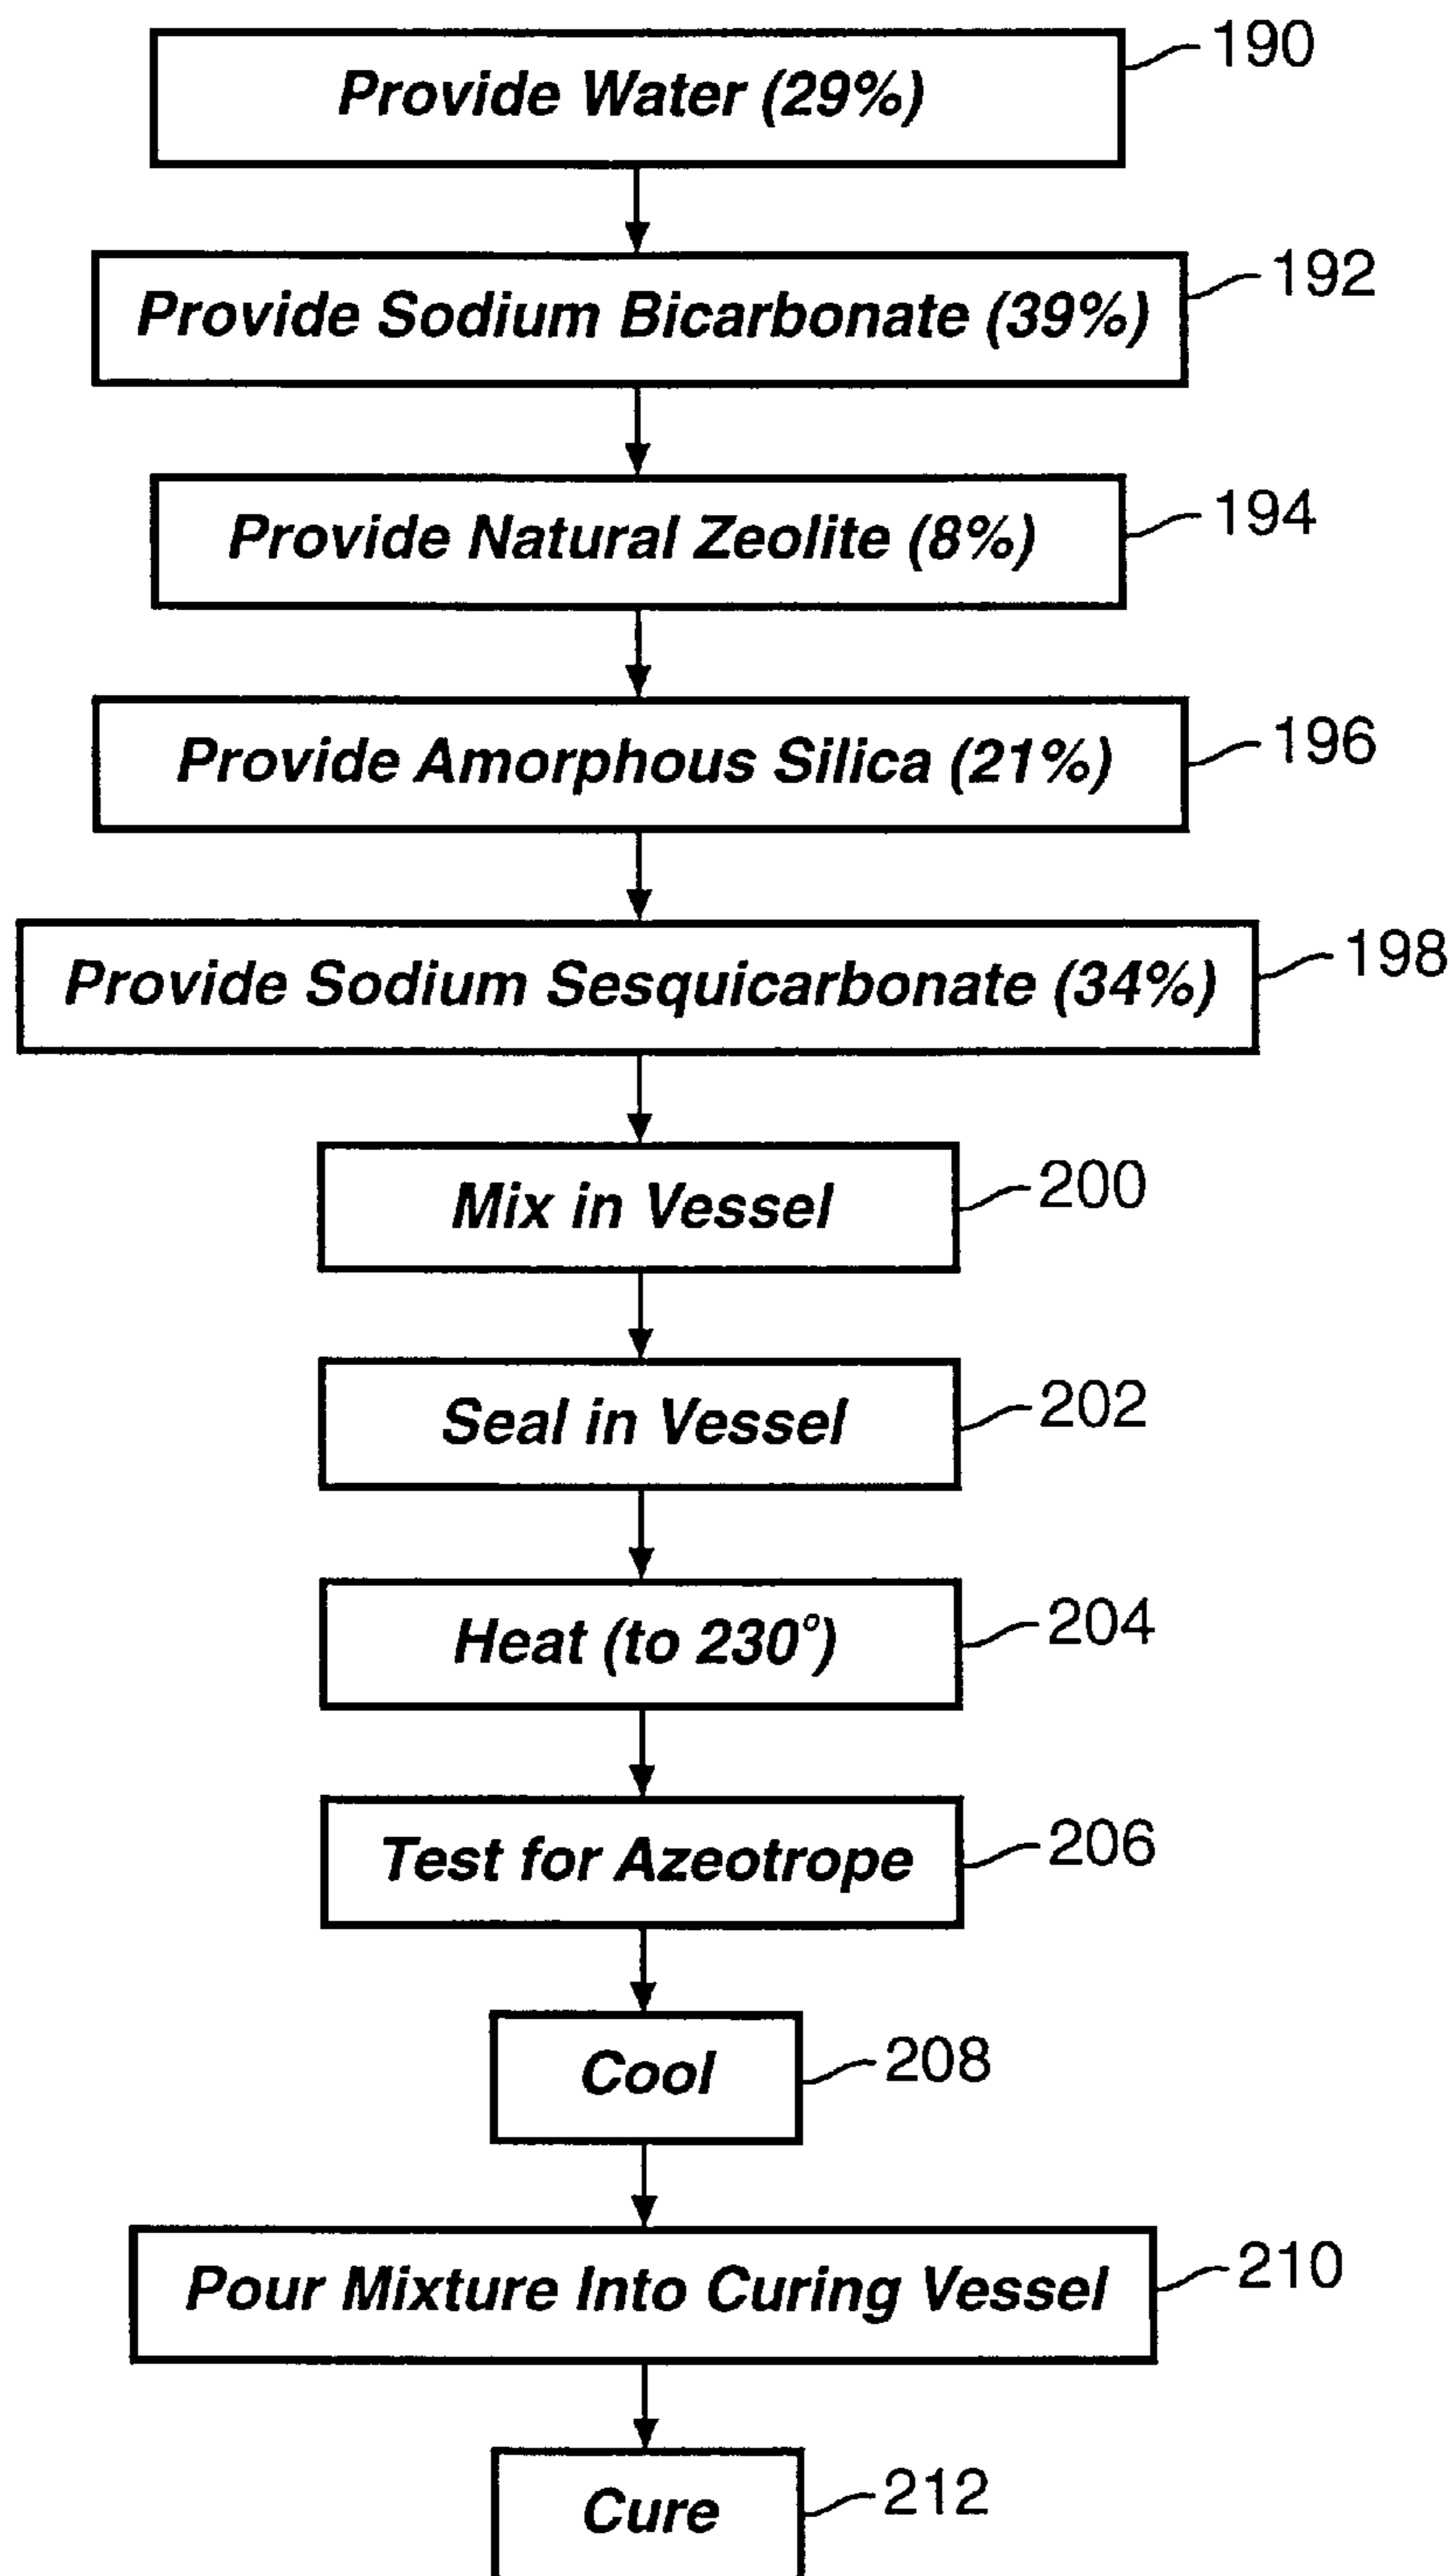 Provide Water (29%)
190
Provide Sodium Bicarbonate (39%)
192
Provide Natural Zeolite (8%)
194
Provide Amorphous Silica (21%)
196
Provide Sodium Sesquicarbonate (34%)
198
Mix in Vessel
200
Seal in Vessel
202
Heat (to 230°)
204
Test for Azeotrope
206
Cool
208
Pour Mixture Into Curing Vessel
210
Cure
212